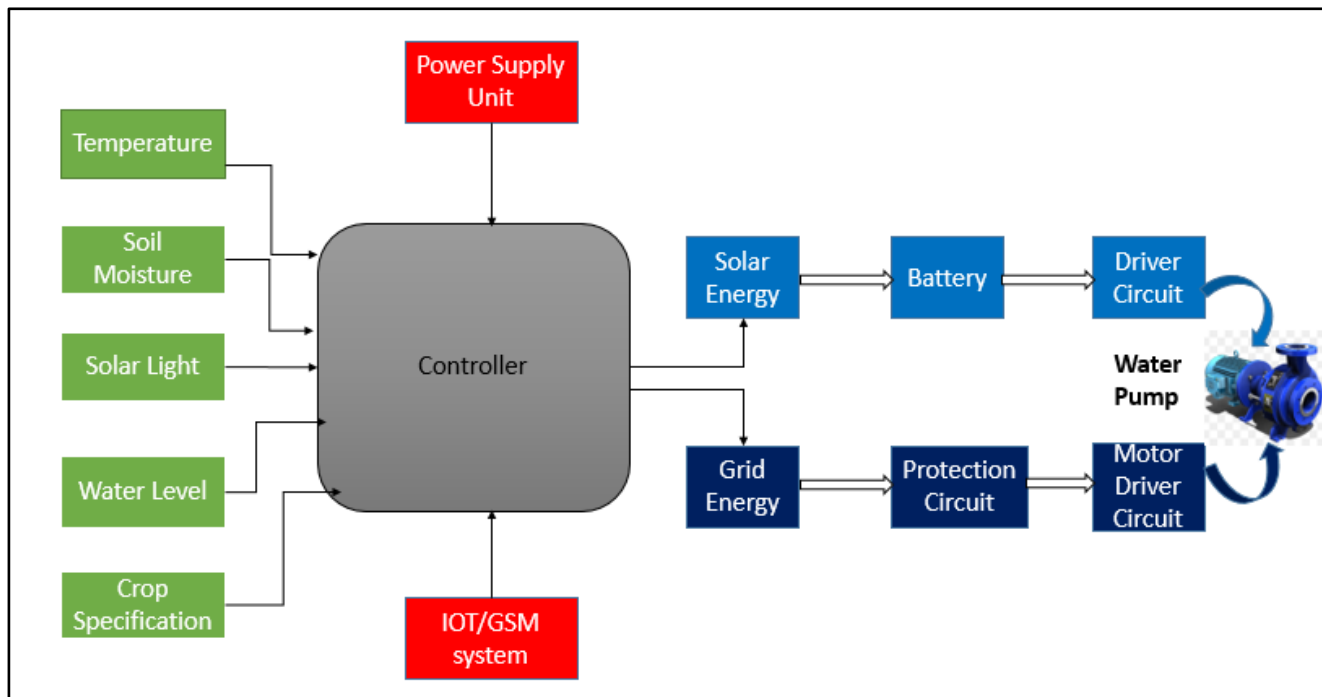 Power Supply
Unit
Temperature
Soil
Moisture
Solar Light
Water Level
Crop
Specification
Controller
IOT/GSM
system
Solar
Energy
Battery
Driver
Circuit
Water
Pump
Grid
Energy
Protection
Circuit
Motor
Driver
Circuit